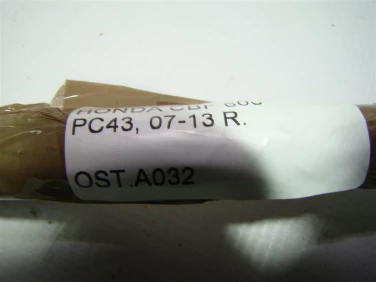 HONDA CBF 600
PC43, 07-13 R.
OST.A032